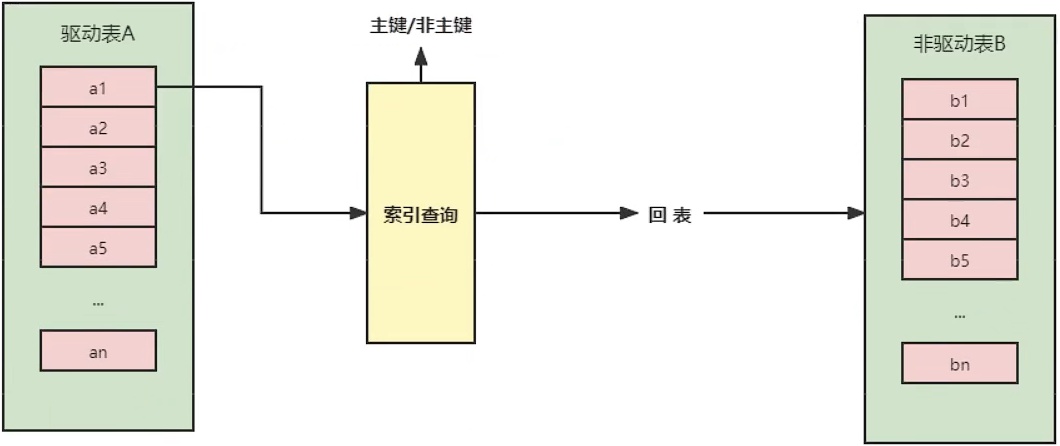 驱动表A
a1
a2
a3
a4
a5
...
an
主键/非主键
索引查询
回 表
非驱动表B
b1
b2
b3
b4
b5
...
bn